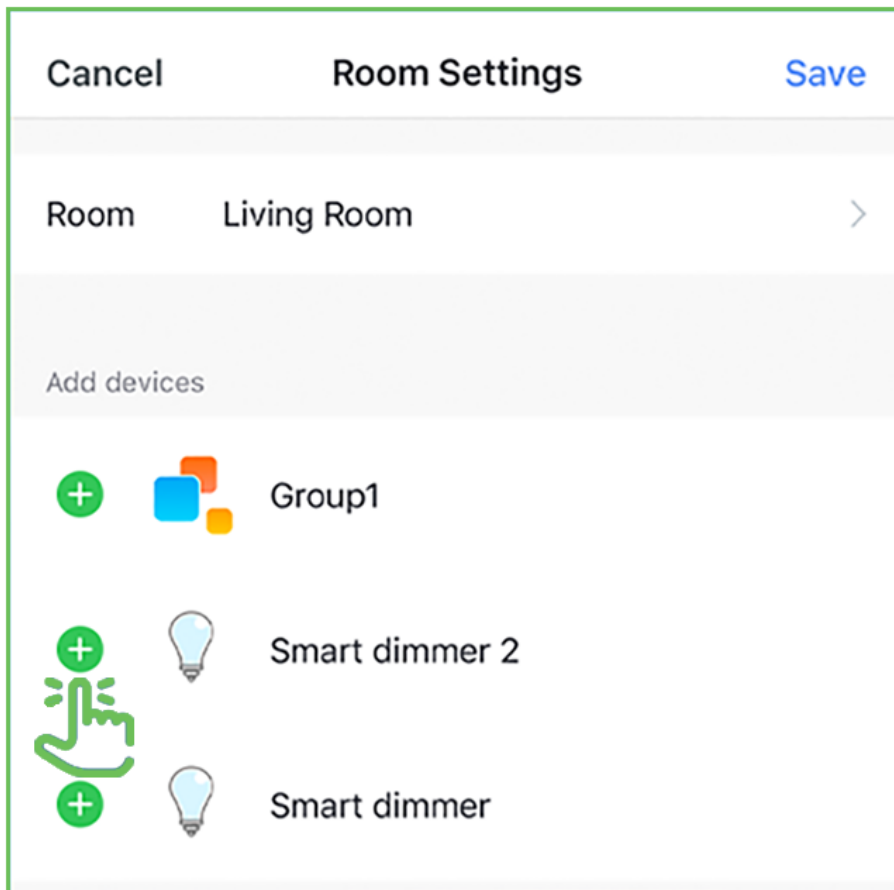 Cancel Room Settings Save
Room Living Room
Add devices
Group1
Smart dimmer 2
Smart dimmer